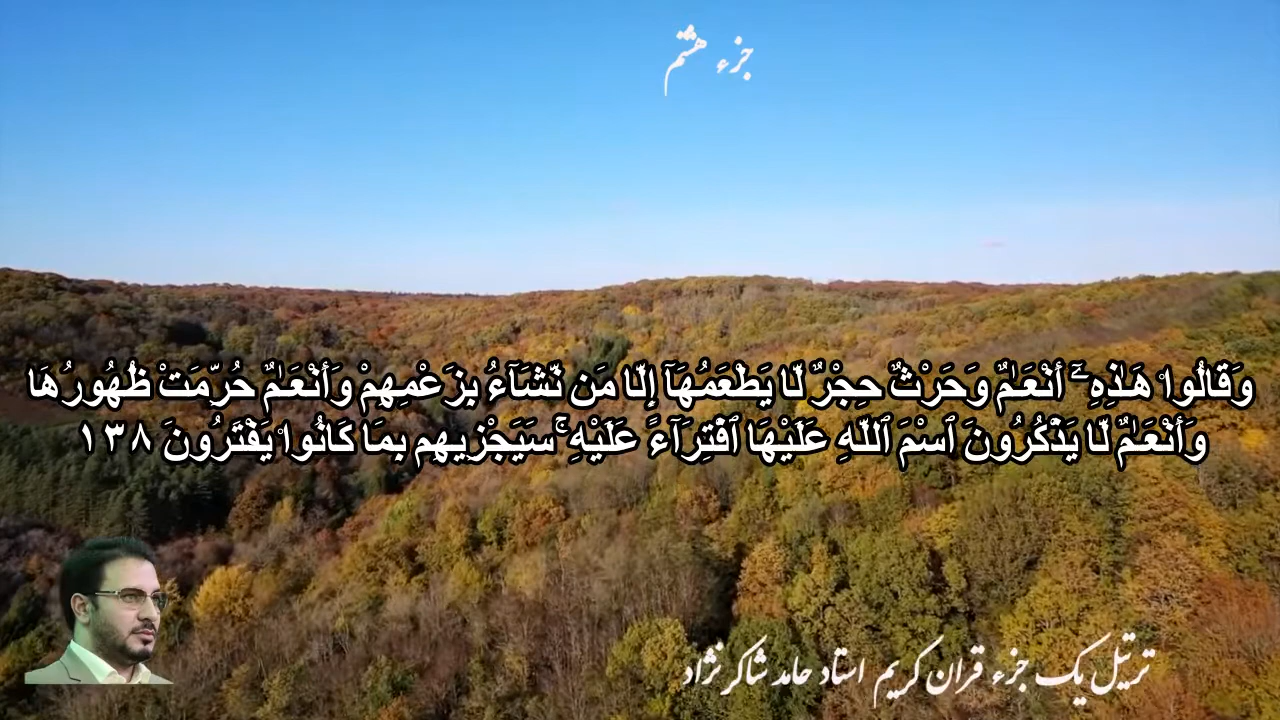 جزء هشتم
وَقَالُوا۟ هَـٰذِهِۦٓ أَنْعَـٰمٌ وَحَرْثٌ حِجْرٌ لَّا يَطْعَمُهَآ إِلَّا مَن نَّشَآءُ بِزَعْمِهِمْ وَأَنْعَـٰمٌ حُرِّمَتْ ظُهُورُهَا
وَأَنْعَـٰمٌ لَّا يَذْكُرُونَ ٱسْمَ ٱللَّهِ عَلَيْهَا ٱفْتِرَآءً عَلَيْهِ ۚ سَيَجْزِيهِم بِمَا كَانُوا۟ يَفْتَرُونَ ١٣٨
ترتیل یک جزء قران کریم استاد حامد شاکرنژاد